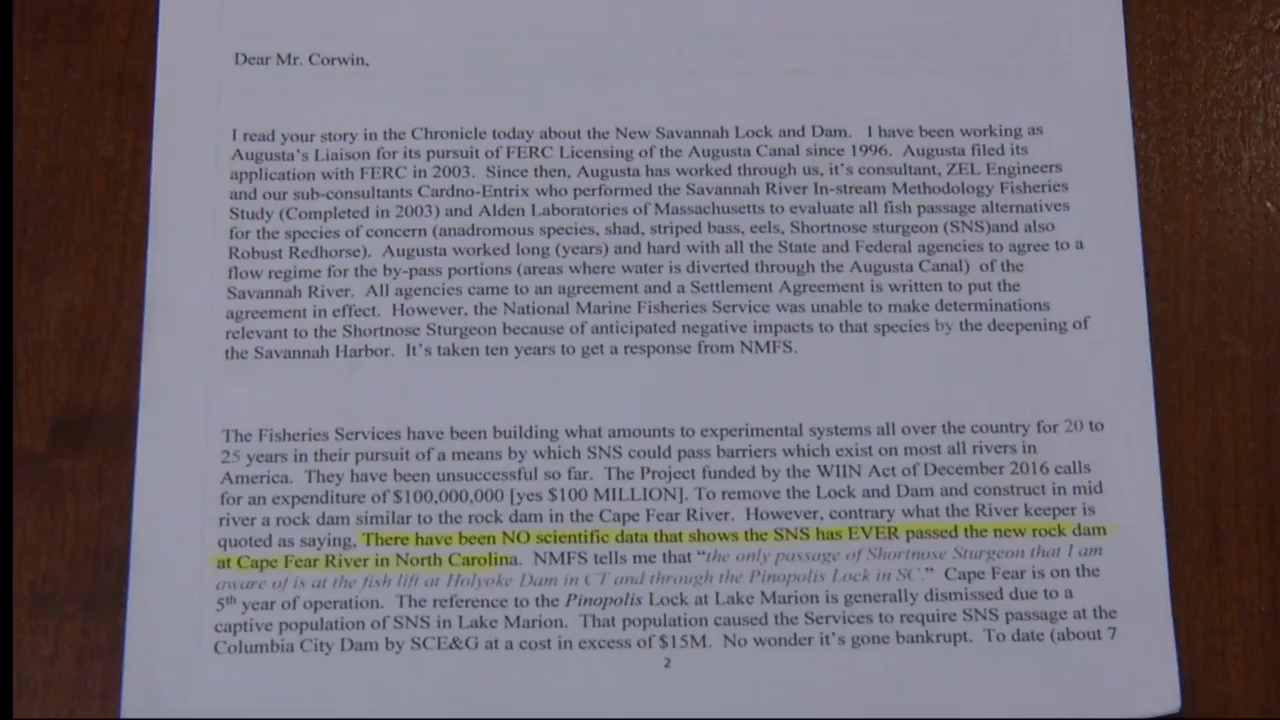 Dear Mr. Corwin,
I read your story in the Chronicle today about the New Savannah Lock and Dam. I have been working as
Augusta's Liaison for its pursuit of FERC Licensing of the Augusta Canal since 1996. Augusta filed its
application with FERC in 2003. Since then, Augusta has worked through us, it's consultant, ZEL Engineers
and our sub-consultants Cardno-Entrix who performed the Savannah River In-stream Methodology Fisheries
Study (Completed in 2003) and Alden Laboratories of Massachusetts to evaluate all fish passage alternatives
for the species of concern (anadromous species, shad, striped bass, eels, Shortnose sturgeon (SNS)and also
Robust Redhorse). Augusta worked long (years) and hard with all the State and Federal agencies to agree to a
flow regime for the by-pass portions (areas where water is diverted through the Augusta Canal) of the
Savannah River. All agencies came to an agreement and a Settlement Agreement is written to put the
agreement in effect. However, the National Marine Fisheries Service was unable to make determinations
relevant to the Shortnose Sturgeon because of anticipated negative impacts to that species by the deepening of
the Savannah Harbor. It's taken ten years to get a response from NMFS.
The Fisheries Services have been building what amounts to experimental systems all over the country for 20 to
25 years in their pursuit of a means by which SNS could pass barriers which exist on most all rivers in
America. They have been unsuccessful so far. The Project funded by the WIIN Act of December 2016 calls
for an expenditure of $100,000,000 [yes $100 MILLION]. To remove the Lock and Dam and construct in mid
river a rock dam similar to the rock dam in the Cape Fear River. However, contrary what the River keeper is
quoted as saying, There have been NO scientific data that shows the SNS has EVER passed the new rock dam
at Cape Fear River in North Carolina. NMFS tells me that “the only passage of Shortnose Sturgeon that I am
aware of is at the fish lift at Holyoke Dam in CT and through the Pinopolis Lock in SC.” Cape Fear is on the
5th year of operation. The reference to the Pinopolis Lock at Lake Marion is generally dismissed due to a
captive population of SNS in Lake Marion. That population caused the Services to require SNS passage at the
Columbia City Dam by SCE&G at a cost in excess of $15M. No wonder it's gone bankrupt. To date (about 7
2